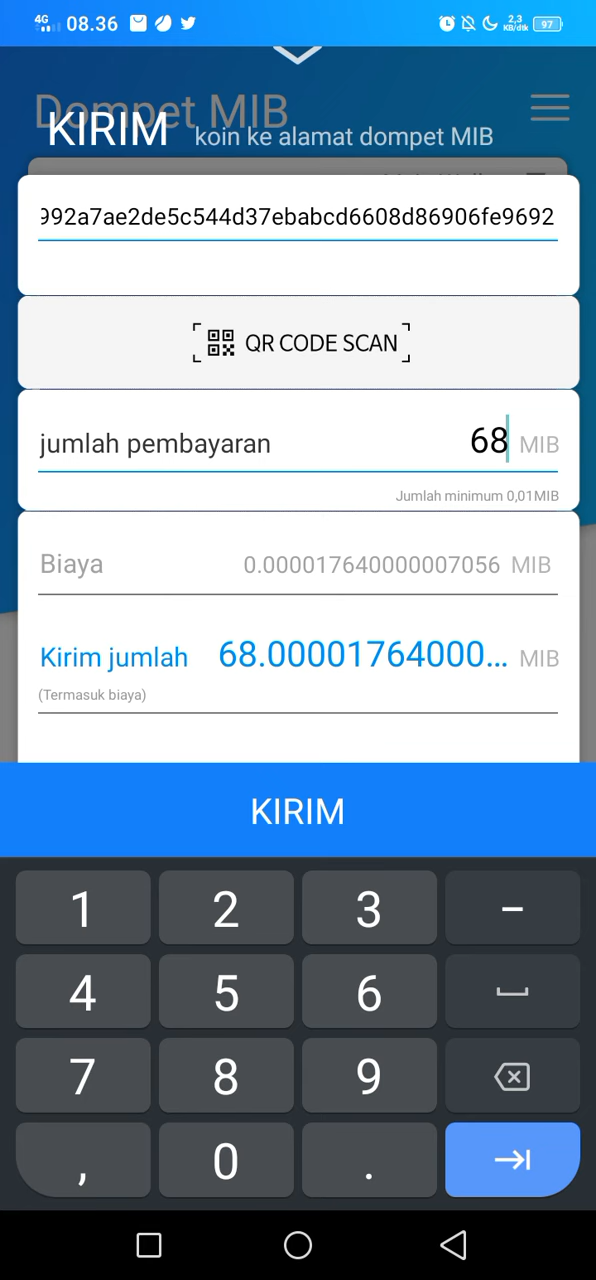 4G 08.36 2,3 KB/dtk 97
Dompet MIB
KIRIM koin ke alamat dompet MIB
992a7ae2de5c544d37ebabcd6608d86906fe9692
QR CODE SCAN
jumlah pembayaran 68 MIB
Jumlah minimum 0,01MIB
Biaya 0.000017640000007056 MIB
Kirim jumlah 68.00001764000... MIB
(Termasuk biaya)
KIRIM
1 2 3 -
4 5 6
7 8 9
, 0 .